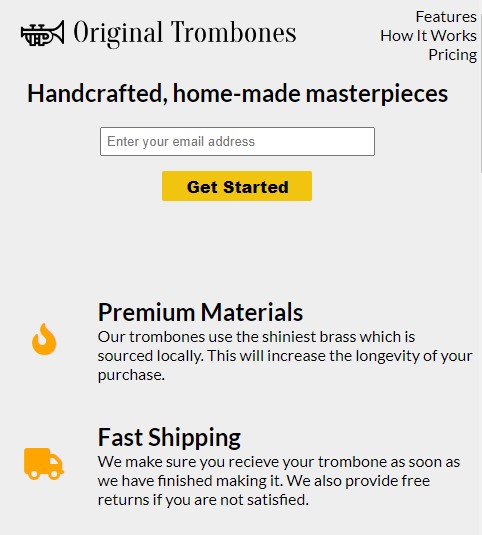 Original Trombones
Features
How It Works
Pricing
Handcrafted, home-made masterpieces
Enter your email address
Get Started
Premium Materials
Our trombones use the shiniest brass which is
sourced locally. This will increase the longevity of your
purchase.
Fast Shipping
We make sure you recieve your trombone as soon as
we have finished making it. We also provide free
returns if you are not satisfied.